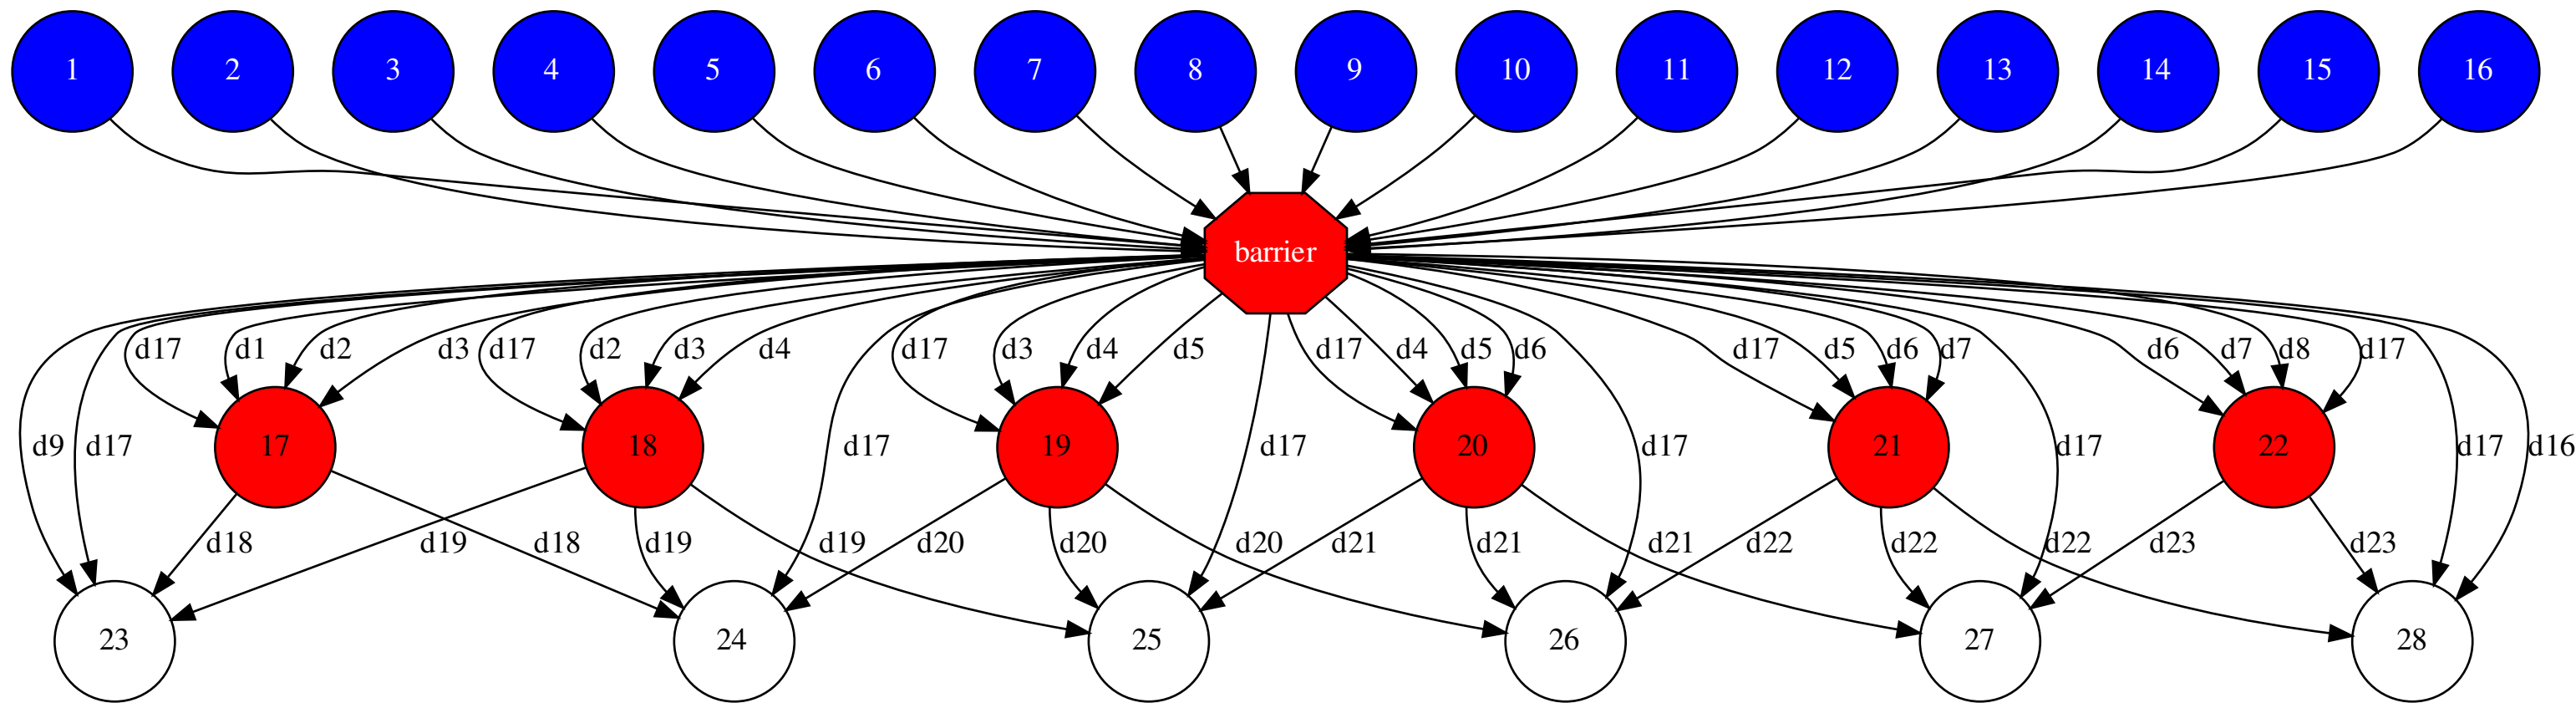 1 2 3 4 5 6 7 8 9 10 11 12 13 14 15 16
barrier
d17 d1 d2 d3 d17 d2 d3 d4 d17 d3 d4 d5 d17 d4 d5 d6 d17 d5 d6 d7 d6 d7 d8 d17
d9 d17 17 18 d17 19 d17 20 d17 21 d17 22 d17 d16
d18 d19 d18 d19 d19 d20 d20 d20 d21 d21 d21 d22 d22 d22 d23 d23
23 24 25 26 27 28